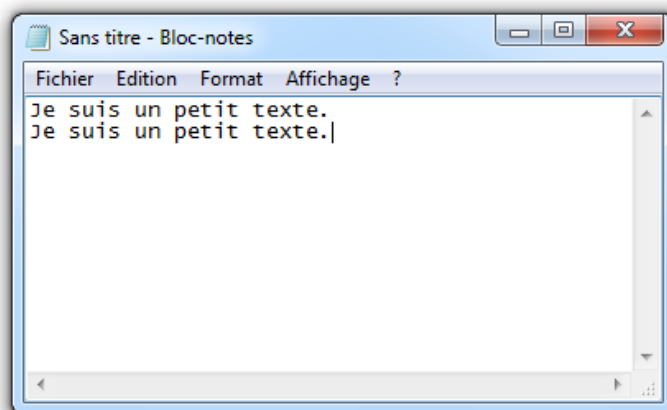 Sans titre - Bloc-notes
Fichier Edition Format Affichage ?
Je suis un petit texte.
Je suis un petit texte.